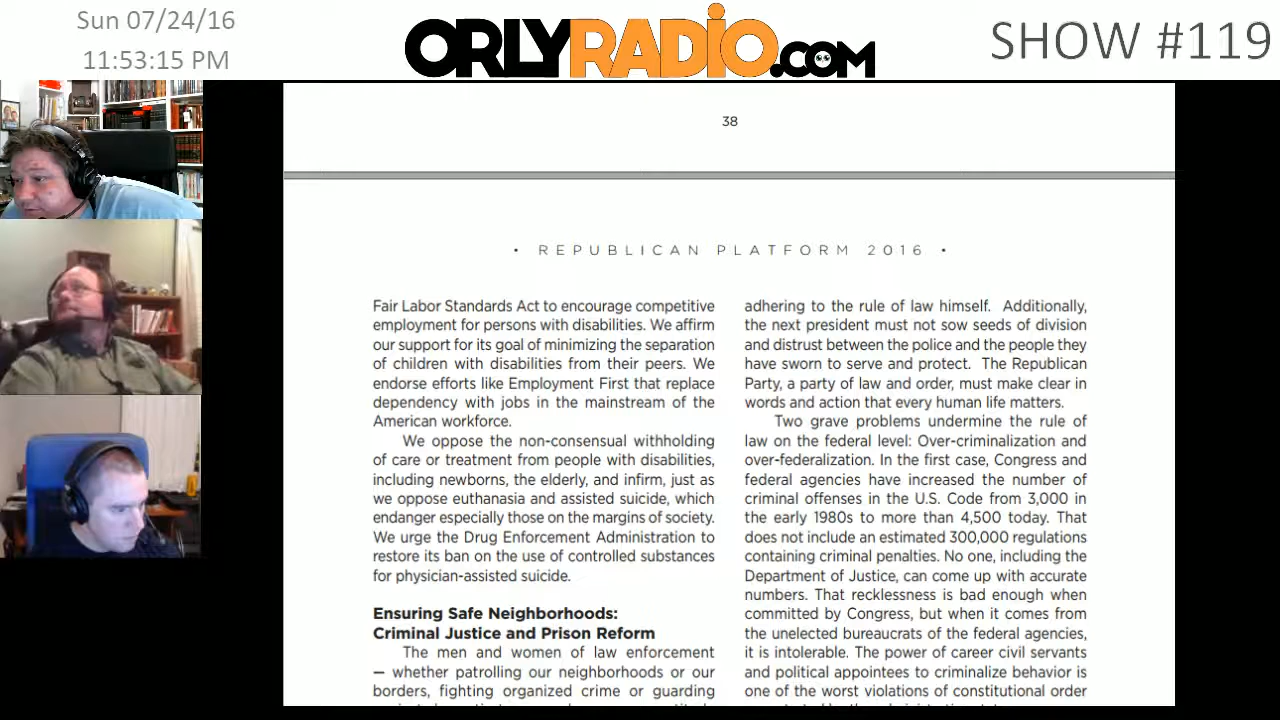 Sun 07/24/16
11:53:15 PM
ORLYRADiO.COM
SHOW #119
38
• REPUBLICAN PLATFORM 2016 •
Fair Labor Standards Act to encourage competitive
employment for persons with disabilities. We affirm
our support for its goal of minimizing the separation
of children with disabilities from their peers. We
endorse efforts like Employment First that replace
dependency with jobs in the mainstream of the
American workforce.
We oppose the non-consensual withholding
of care or treatment from people with disabilities,
including newborns, the elderly, and infirm, just as
we oppose euthanasia and assisted suicide, which
endanger especially those on the margins of society.
We urge the Drug Enforcement Administration to
restore its ban on the use of controlled substances
for physician-assisted suicide.
Ensuring Safe Neighborhoods:
Criminal Justice and Prison Reform
The men and women of law enforcement
— whether patrolling our neighborhoods or our
borders, fighting organized crime or guarding
adhering to the rule of law himself. Additionally,
the next president must not sow seeds of division
and distrust between the police and the people they
have sworn to serve and protect. The Republican
Party, a party of law and order, must make clear in
words and action that every human life matters.
Two grave problems undermine the rule of
law on the federal level: Over-criminalization and
over-federalization. In the first case, Congress and
federal agencies have increased the number of
criminal offenses in the U.S. Code from 3,000 in
the early 1980s to more than 4,500 today. That
does not include an estimated 300,000 regulations
containing criminal penalties. No one, including the
Department of Justice, can come up with accurate
numbers. That recklessness is bad enough when
committed by Congress, but when it comes from
the unelected bureaucrats of the federal agencies,
it is intolerable. The power of career civil servants
and political appointees to criminalize behavior is
one of the worst violations of constitutional order